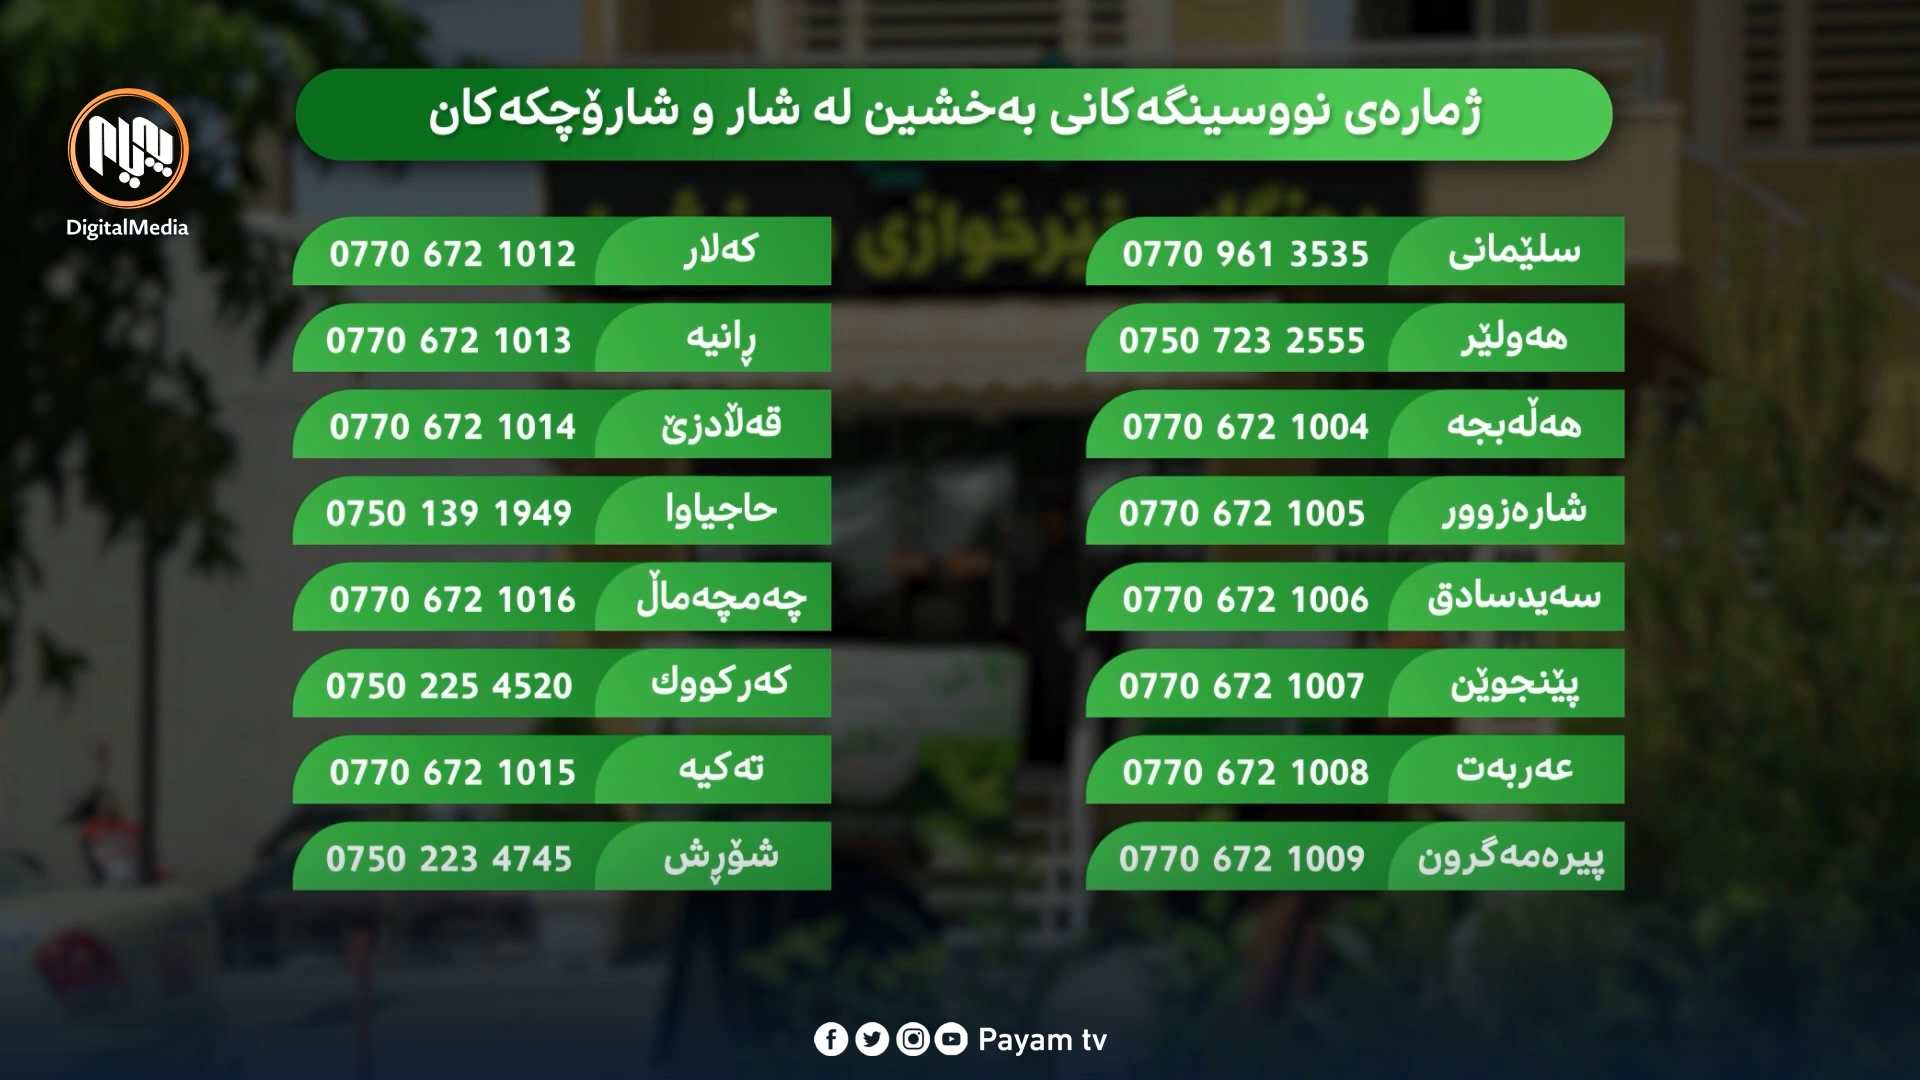 پەیام
DigitalMedia
ژمارەی نووسینگەکانی بەخشین لە شار و شارۆچکەکان
خێرخوازی
سلێمانی 0770 961 3535
هەولێر 0750 723 2555
هەڵەبجە 0770 672 1004
شارەزوور 0770 672 1005
سەیدسادق 0770 672 1006
پێنجوێن 0770 672 1007
عەربەت 0770 672 1008
پیرەمەگرون 0770 672 1009
کەلار 0770 672 1012
ڕانیە 0770 672 1013
قەڵادزێ 0770 672 1014
حاجیاوا 0750 139 1949
چەمچەماڵ 0770 672 1016
کەرکووك 0750 225 4520
تەکیە 0770 672 1015
شۆڕش 0750 223 4745
Payam tv